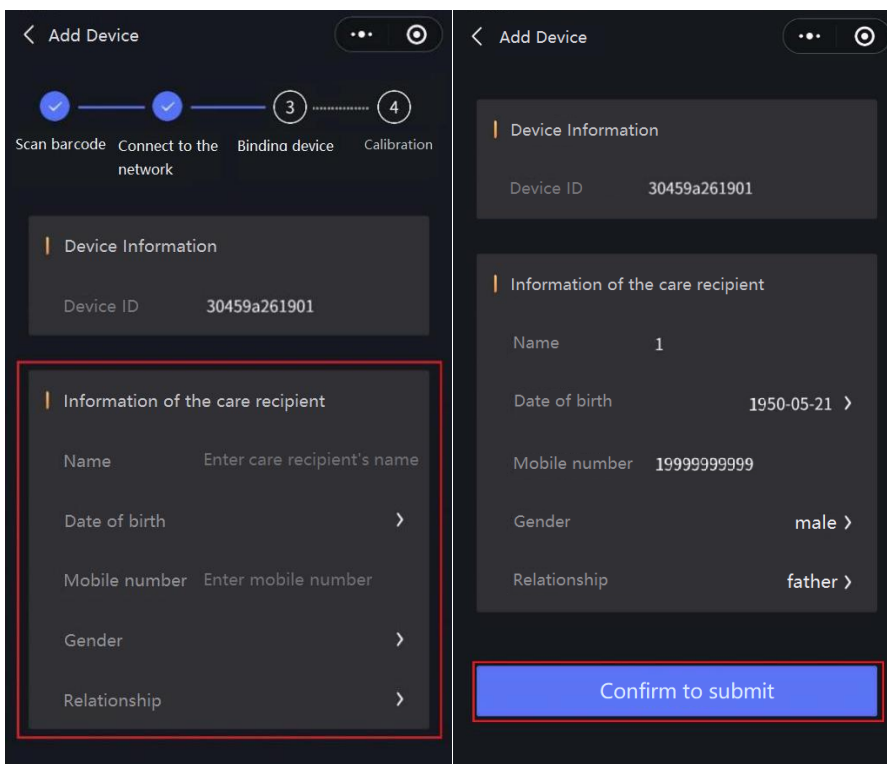 Add Device
3
4
Scan barcode
Connect to the
network
Binding device
Calibration
Device Information
Device ID 30459a261901
Information of the care recipient
Name Enter care recipient's name
Date of birth
Mobile number Enter mobile number
Gender
Relationship
Add Device
Device Information
Device ID 30459a261901
Information of the care recipient
Name 1
Date of birth 1950-05-21
Mobile number 19999999999
Gender male
Relationship father
Confirm to submit